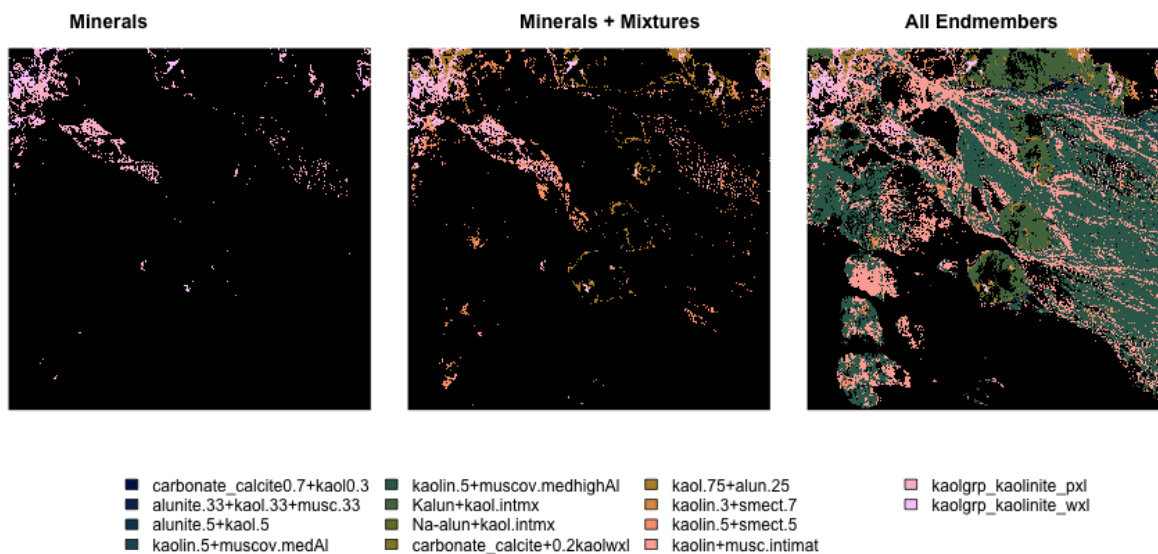 Minerals
Minerals + Mixtures
All Endmembers
carbonate_calcite0.7+kaol0.3
alunite.33+kaol.33+musc.33
alunite.5+kaol.5
kaolin.5+muscov.medAl
kaolin.5+muscov.medhighAl
Kalun+kaol.intmx
Na-alun+kaol.intmx
carbonate_calcite+0.2kaolwxl
kaol.75+alun.25
kaolin.3+smect.7
kaolin.5+smect.5
kaolin+musc.intimat
kaolgrp_kaolinite_pxl
kaolgrp_kaolinite_wxl